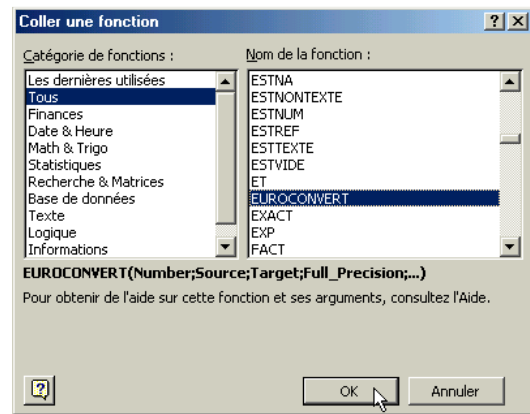 Coller une fonction
Catégorie de fonctions :
Les dernières utilisées
Tous
Finances
Date & Heure
Math & Trigo
Statistiques
Recherche & Matrices
Base de données
Texte
Logique
Informations
Nom de la fonction :
ESTNA
ESTNONTEXTE
ESTNUM
ESTREF
ESTTEXTE
ESTVIDE
ET
EUROCONVERT
EXACT
EXP
FACT
EUROCONVERT(Number;Source;Target;Full_Precision;...)
Pour obtenir de l'aide sur cette fonction et ses arguments, consultez l'Aide.
OK
Annuler